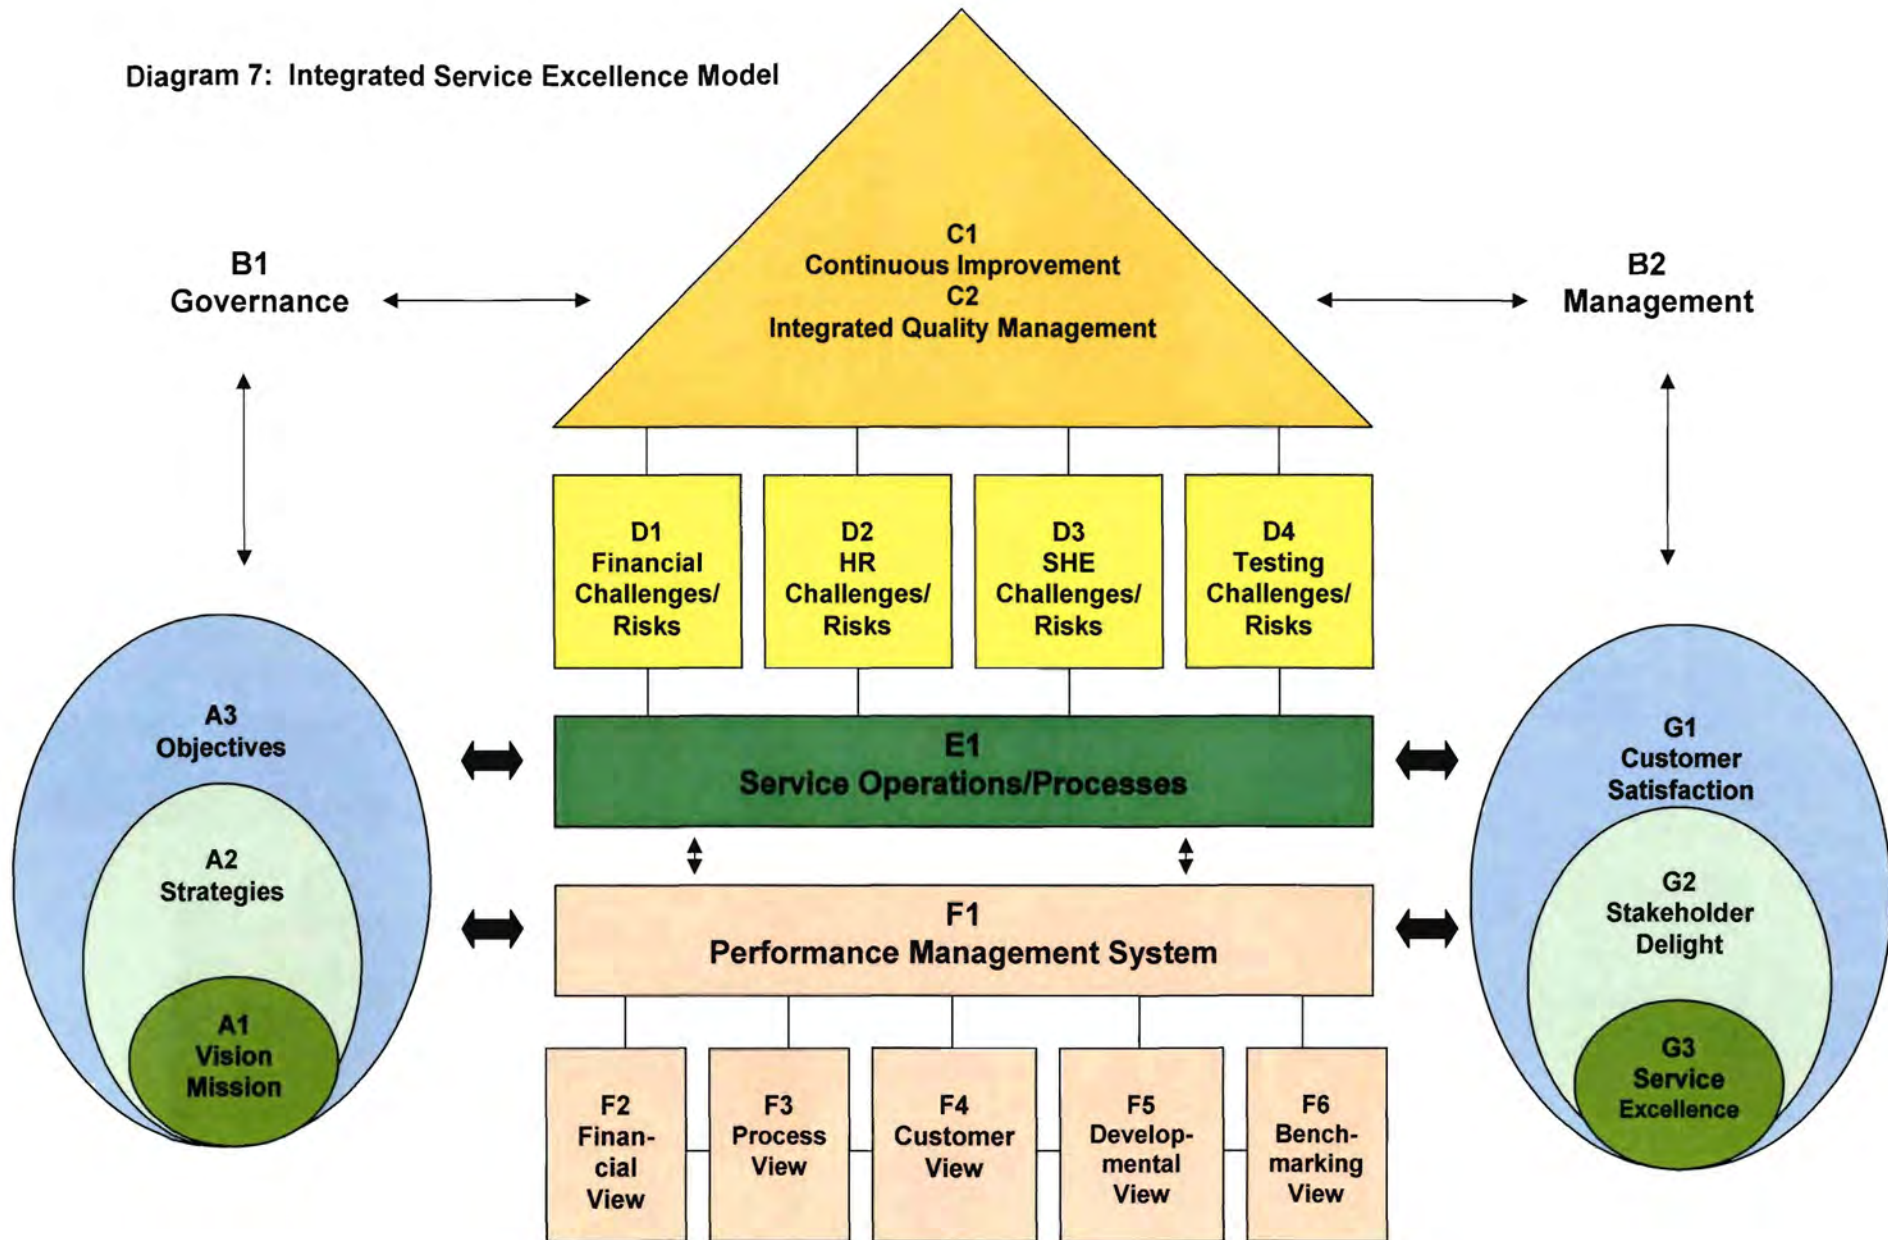 Diagram 7: Integrated Service Excellence Model
C1
Continuous Improvement
C2
Integrated Quality Management
B1
Governance
B2
Management
D1
Financial
Challenges/
Risks
D2
HR
Challenges/
Risks
D3
SHE
Challenges/
Risks
D4
Testing
Challenges/
Risks
A3
Objectives
A2
Strategies
A1
Vision
Mission
E1
Service Operations/Processes
F1
Performance Management System
G1
Customer
Satisfaction
G2
Stakeholder
Delight
G3
Service
Excellence
F2
Finan-
cial
View
F3
Process
View
F4
Customer
View
F5
Develop-
mental
View
F6
Bench-
marking
View